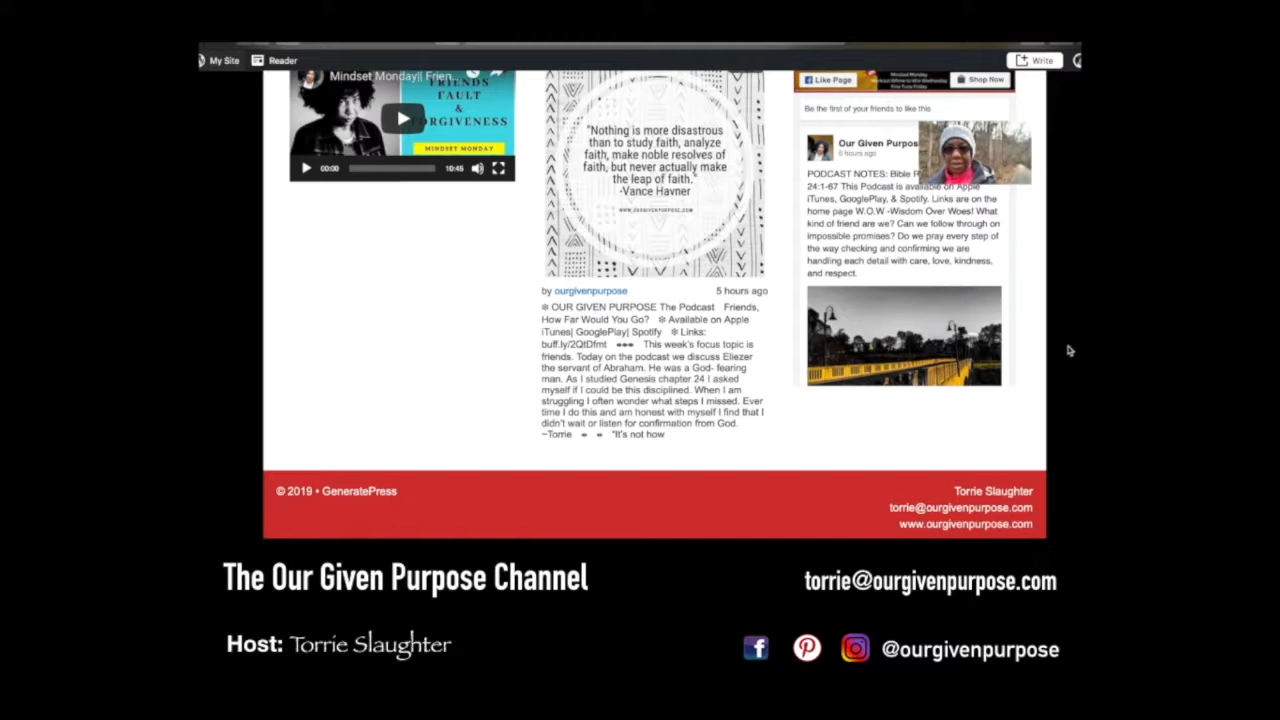 My Site
Reader
Write
Mindset Monday|| Frien...
FRIENDS
FAULT
&
FORGIVENESS
MINDSET MONDAY
00:00
10:45
"Nothing is more disastrous
than to study faith, analyze
faith, make noble resolves of
faith, but never actually make
the leap of faith."
-Vance Havner
WWW.OURGIVENPURPOSE.COM
by ourgivenpurpose
5 hours ago
❇ OUR GIVEN PURPOSE The Podcast Friends,
How Far Would You Go? ❇ Available on Apple
iTunes| GooglePlay| Spotify ❇ Links:
buff.ly/2QtDfmt This week's focus topic is
friends. Today on the podcast we discuss Eliezer
the servant of Abraham. He was a God- fearing
man. As I studied Genesis chapter 24 I asked
myself if I could be this disciplined. When I am
struggling I often wonder what steps I missed. Ever
time I do this and am honest with myself I find that I
didn't wait or listen for confirmation from God.
~Torrie "It's not how
Mindset Monday
Fine Tune Friday
Like Page
Shop Now
Be the first of your friends to like this
Our Given Purpos
5 hours ago
PODCAST NOTES: Bible
24:1-67 This Podcast is available on Apple
iTunes, GooglePlay, & Spotify. Links are on the
home page W.O.W -Wisdom Over Woes! What
kind of friend are we? Can we follow through on
impossible promises? Do we pray every step of
the way checking and confirming we are
handling each detail with care, love, kindness,
and respect.
© 2019 • GeneratePress
Torrie Slaughter
torrie@ourgivenpurpose.com
www.ourgivenpurpose.com
The Our Given Purpose Channel
torrie@ourgivenpurpose.com
Host: Torrie Slaughter
@ourgivenpurpose